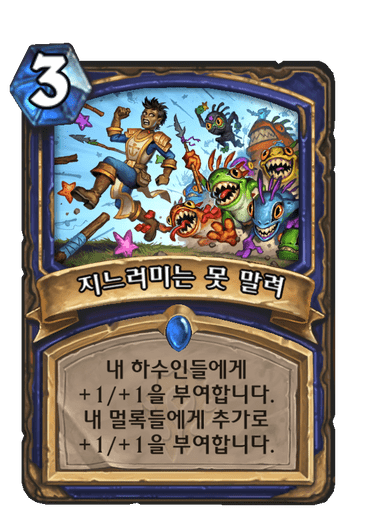 3
지느러미는 못 말려
내 하수인들에게
+1/+1을 부여합니다.
내 멀록들에게 추가로
+1/+1을 부여합니다.